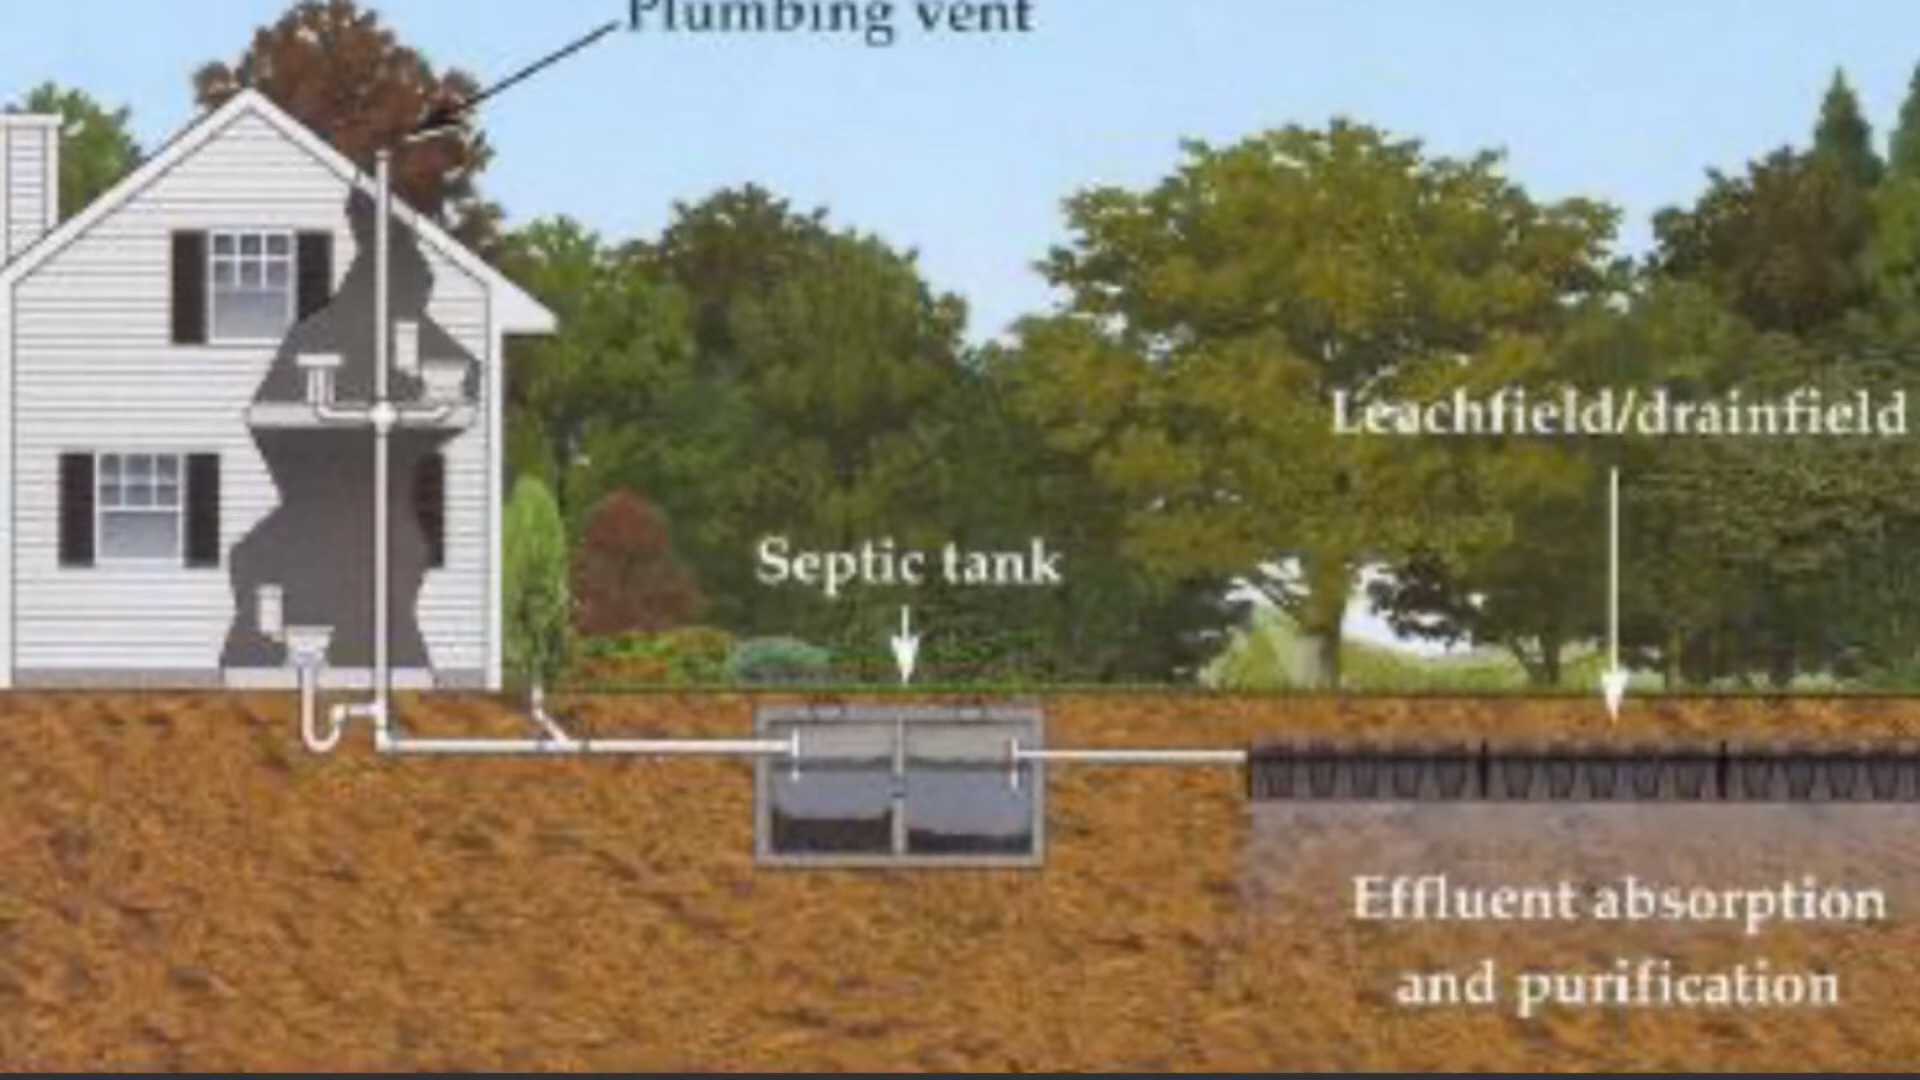 Plumbing vent
Leachfield/drainfield
Septic tank
Effluent absorption
and purification